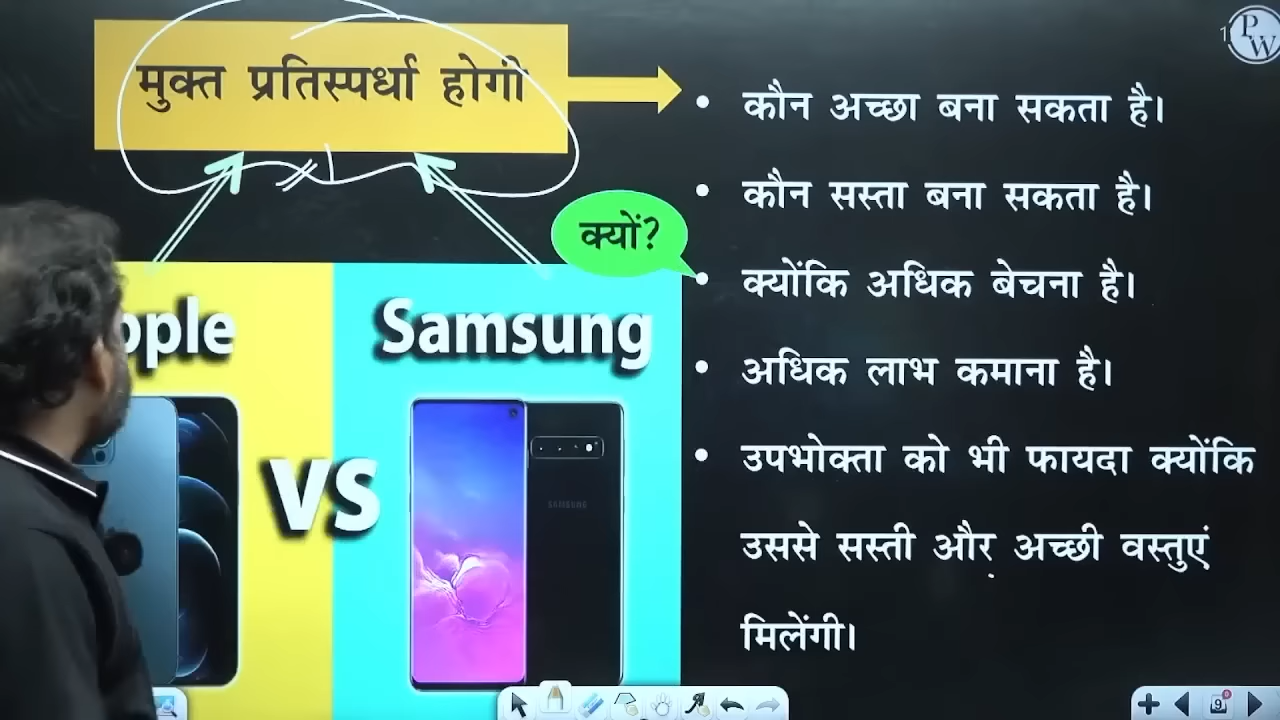 मुक्त प्रतिस्पर्धा होगी
• कौन अच्छा बना सकता है।
• कौन सस्ता बना सकता है।
क्यों?
• क्योंकि अधिक बेचना है।
• अधिक लाभ कमाना है।
• उपभोक्ता को भी फायदा क्योंकि
उससे सस्ती और अच्छी वस्तुएं
मिलेंगी।
pple
VS
Samsung
SAMSUNG
PW
9